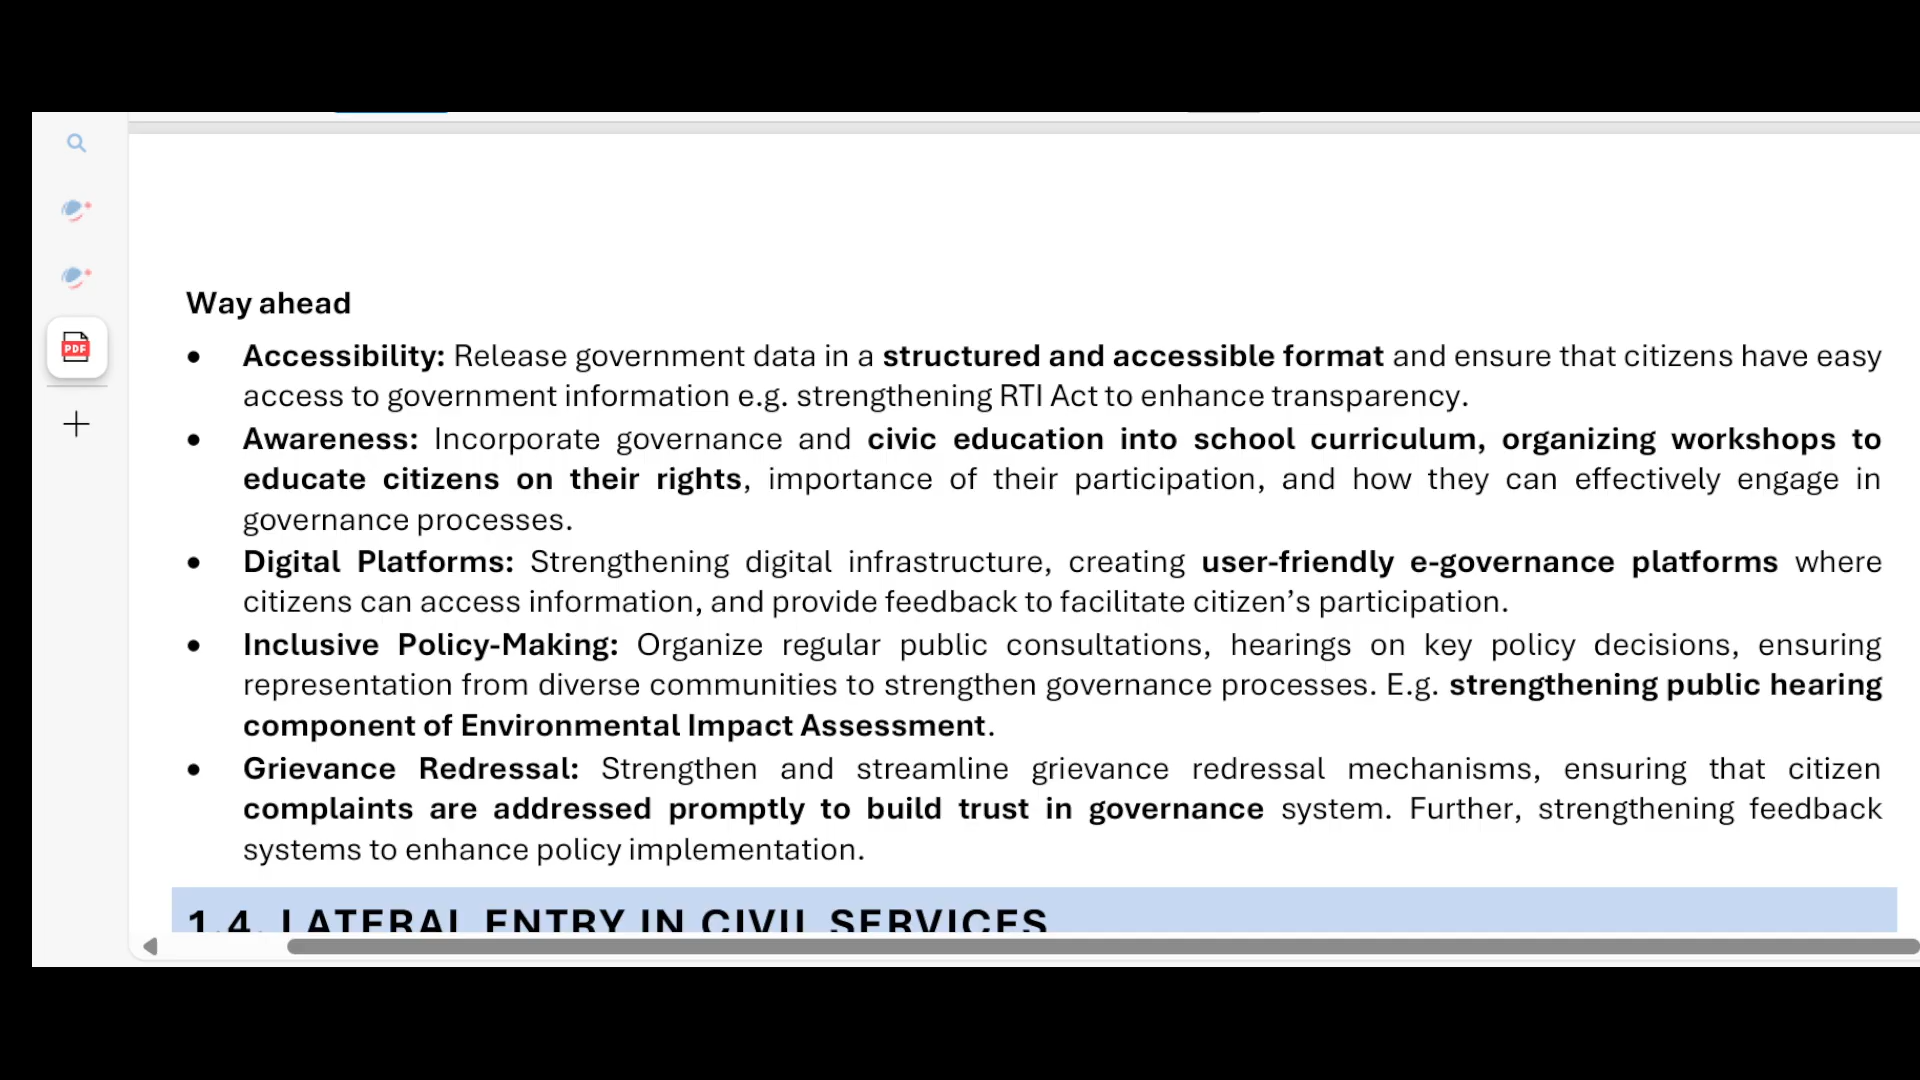 Way ahead
• Accessibility: Release government data in a structured and accessible format and ensure that citizens have easy
access to government information e.g. strengthening RTI Act to enhance transparency.
• Awareness: Incorporate governance and civic education into school curriculum, organizing workshops to
educate citizens on their rights, importance of their participation, and how they can effectively engage in
governance processes.
• Digital Platforms: Strengthening digital infrastructure, creating user-friendly e-governance platforms where
citizens can access information, and provide feedback to facilitate citizen’s participation.
• Inclusive Policy-Making: Organize regular public consultations, hearings on key policy decisions, ensuring
representation from diverse communities to strengthen governance processes. E.g. strengthening public hearing
component of Environmental Impact Assessment.
• Grievance Redressal: Strengthen and streamline grievance redressal mechanisms, ensuring that citizen
complaints are addressed promptly to build trust in governance system. Further, strengthening feedback
systems to enhance policy implementation.
1.4. LATERAL ENTRY IN CIVIL SERVICES
PDF